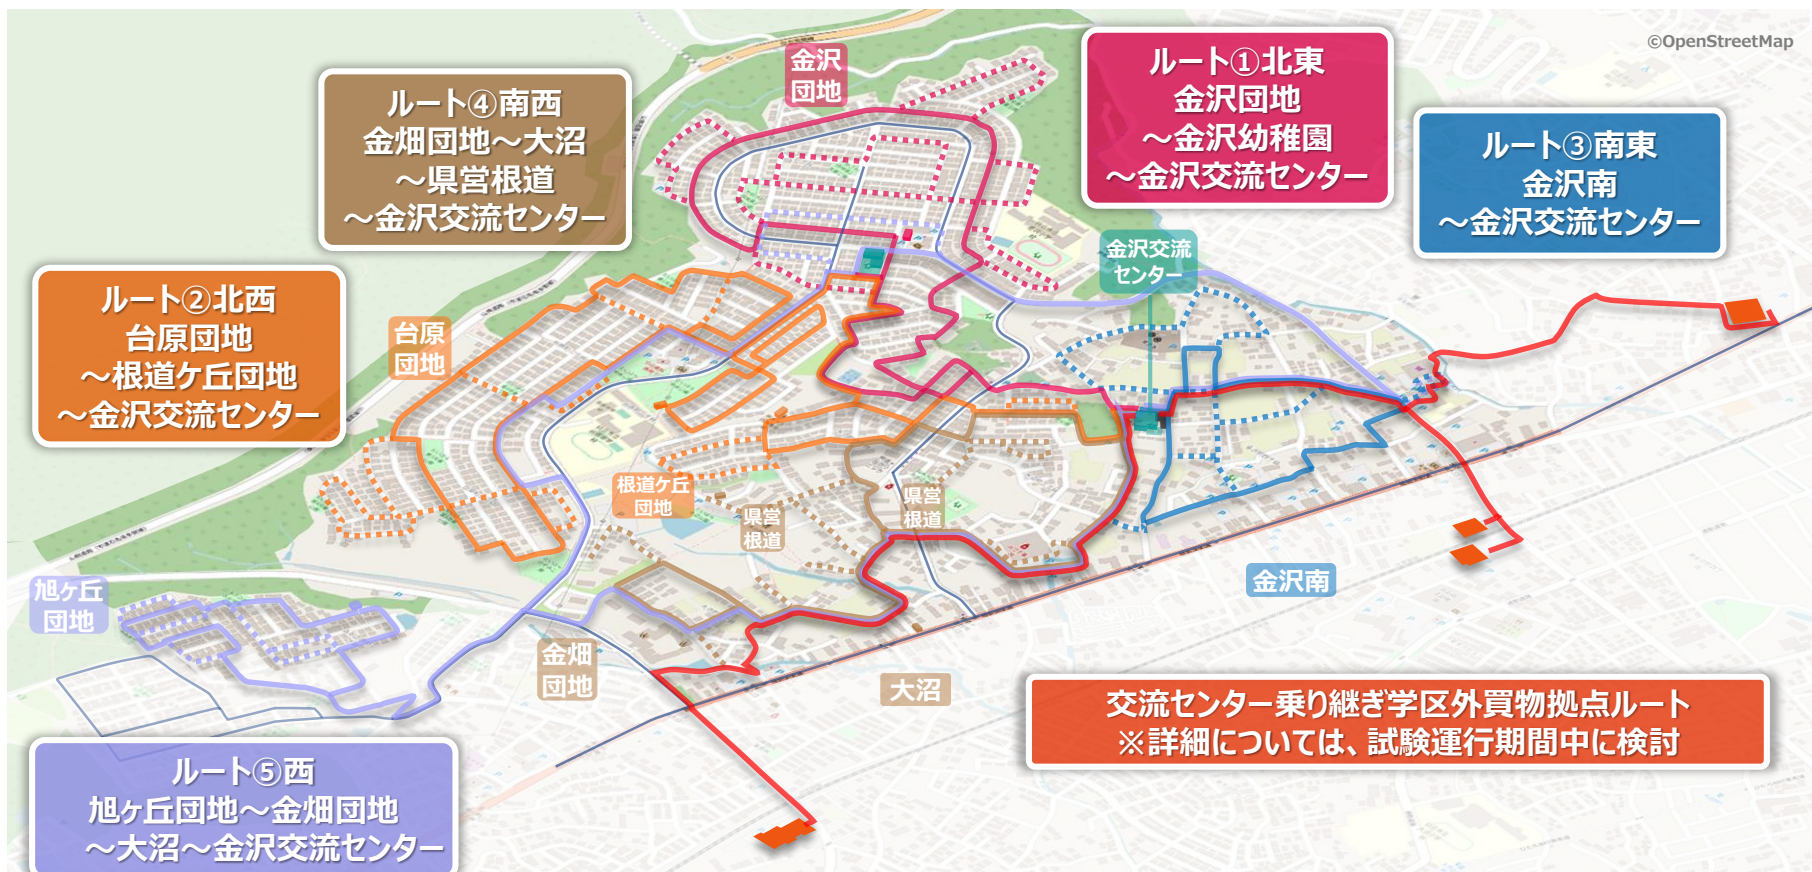 ©OpenStreetMap
ルート①北東
金沢団地
～金沢幼稚園
～金沢交流センター
ルート④南西
金畑団地～大沼
～県営根道
～金沢交流センター
ルート③南東
金沢南
～金沢交流センター
金沢
団地
金沢交流
センター
ルート②北西
台原団地
～根道ケ丘団地
～金沢交流センター
台原
団地
根道ケ丘
団地
県営
根道
県営
根道
旭ヶ丘
団地
金沢南
金畑
団地
大沼
交流センター乗り継ぎ学区外買物拠点ルート
※詳細については、試験運行期間中に検討
ルート⑤西
旭ヶ丘団地～金畑団地
～大沼～金沢交流センター